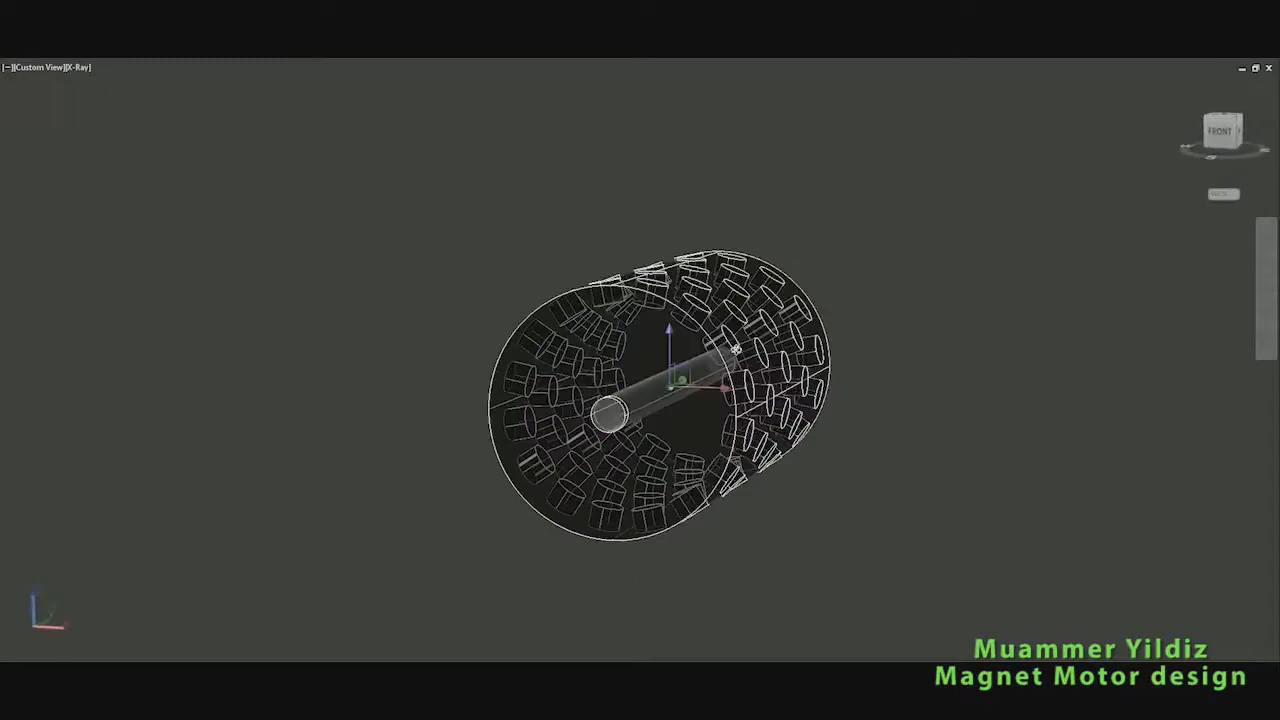 [−][Custom View][X-Ray]
FRONT
Muammer Yildiz
Magnet Motor design